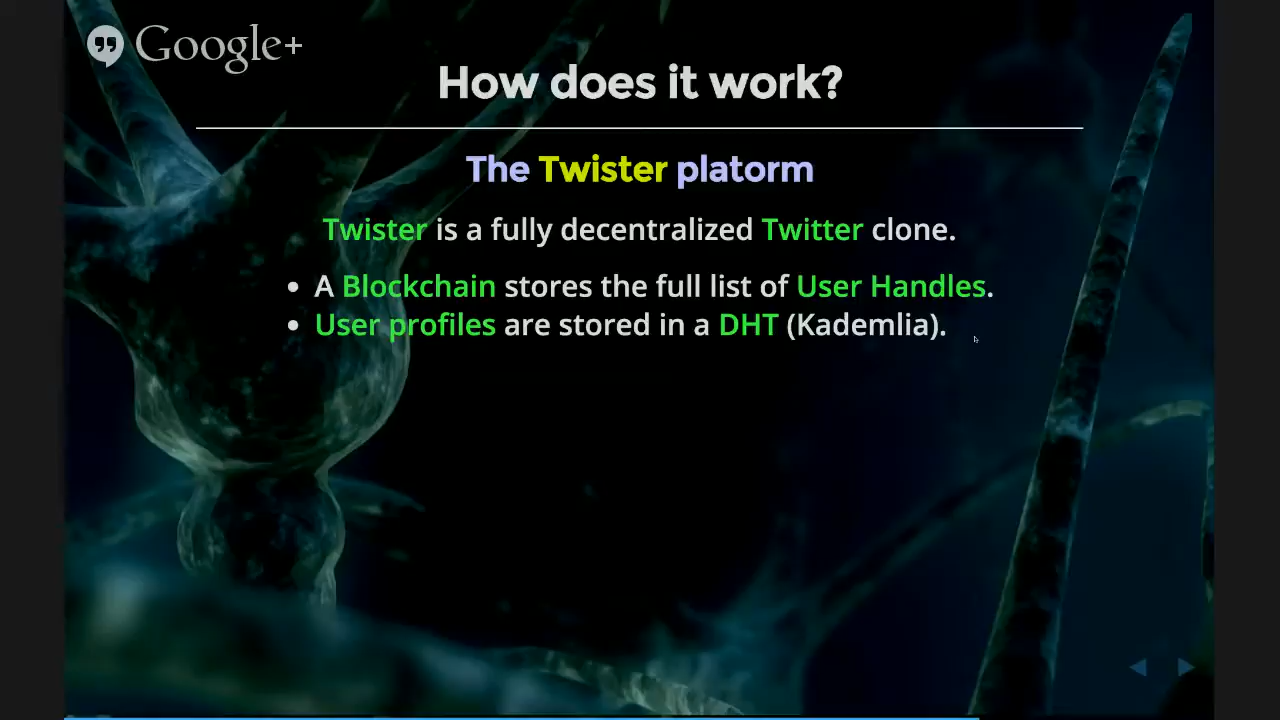 Google+
How does it work?
The Twister platorm
Twister is a fully decentralized Twitter clone.
• A Blockchain stores the full list of User Handles.
• User profiles are stored in a DHT (Kademlia).